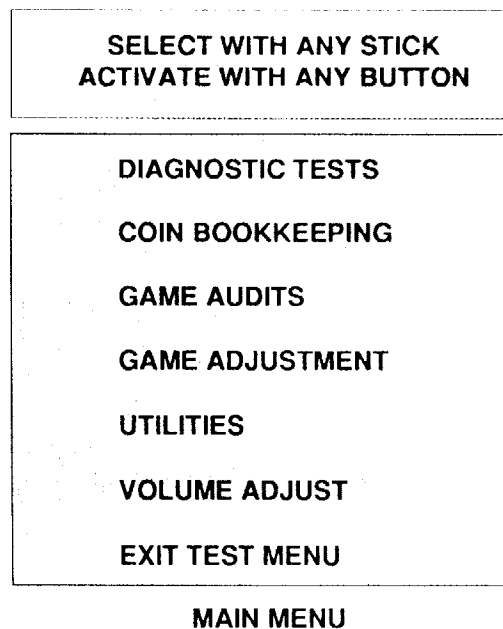 SELECT WITH ANY STICK
ACTIVATE WITH ANY BUTTON
DIAGNOSTIC TESTS
COIN BOOKKEEPING
GAME AUDITS
GAME ADJUSTMENT
UTILITIES
VOLUME ADJUST
EXIT TEST MENU
MAIN MENU